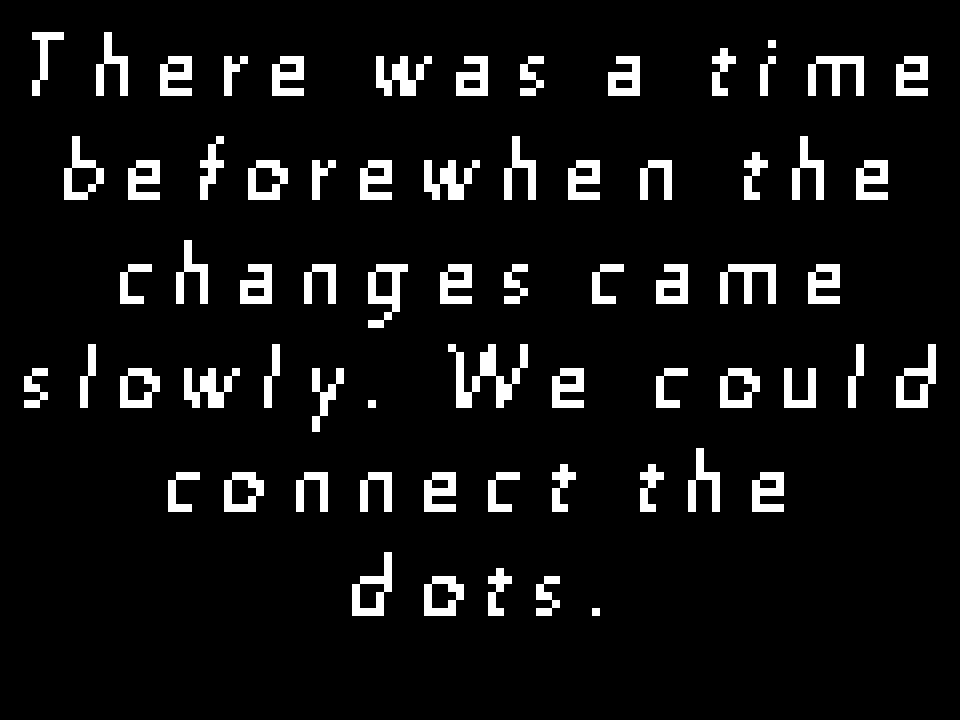 There was a time
beforewhen the
changes came
slowly. We could
connect the
dots.